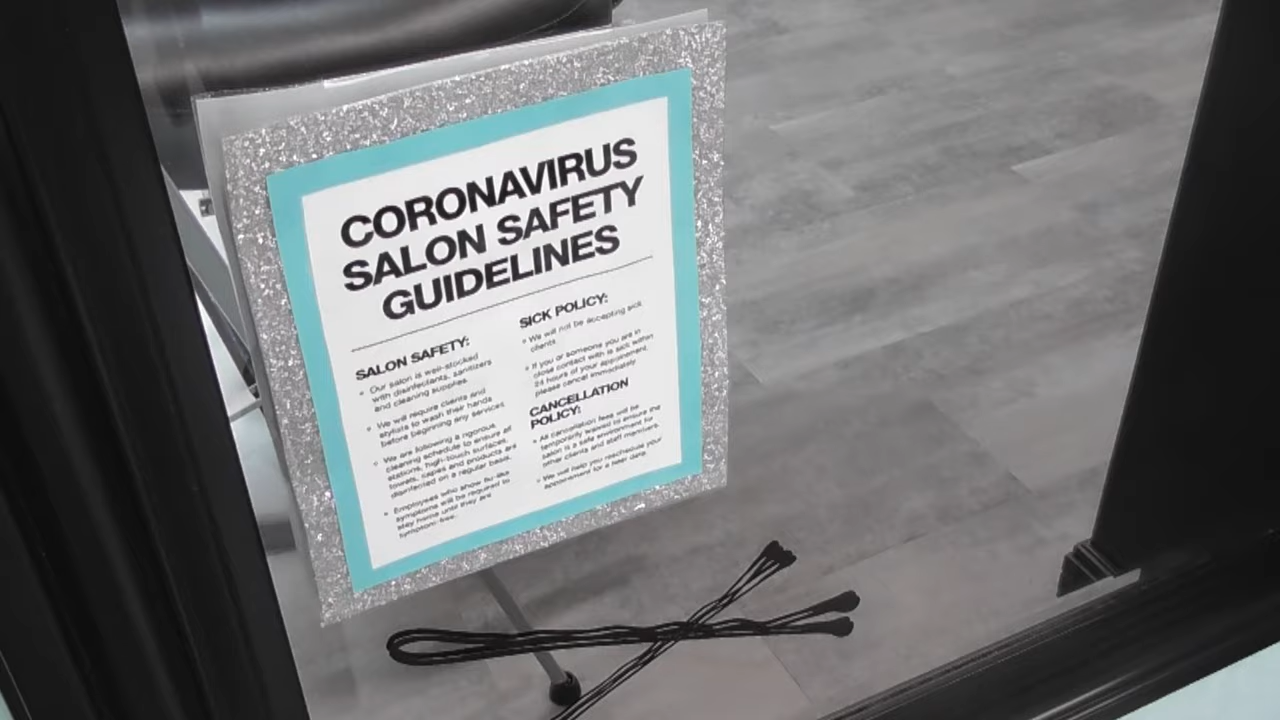 CORONAVIRUS
SALON SAFETY
GUIDELINES
SALON SAFETY:
Our salon is well-stocked
with disinfectants, sanitizers
and cleaning supplies.
We will require clients and
stylists to wash their hands
before beginning any services.
We are following a rigorous
cleaning schedule to ensure all
stations, high-touch surfaces,
towels, capes and products are
disinfected on a regular basis.
Employees who show flu-like
symptoms will be required to
stay home until they are
symptom-free.
SICK POLICY:
We will not be accepting sick
clients.
If you or someone you are in
close contact with is sick within
24 hours of your appointment,
please cancel immediately.
CANCELLATION
POLICY:
All cancellation fees will be
temporarily waived to ensure the
salon is a safe environment for
other clients and staff members.
We will help you reschedule your
appointment for a later date.